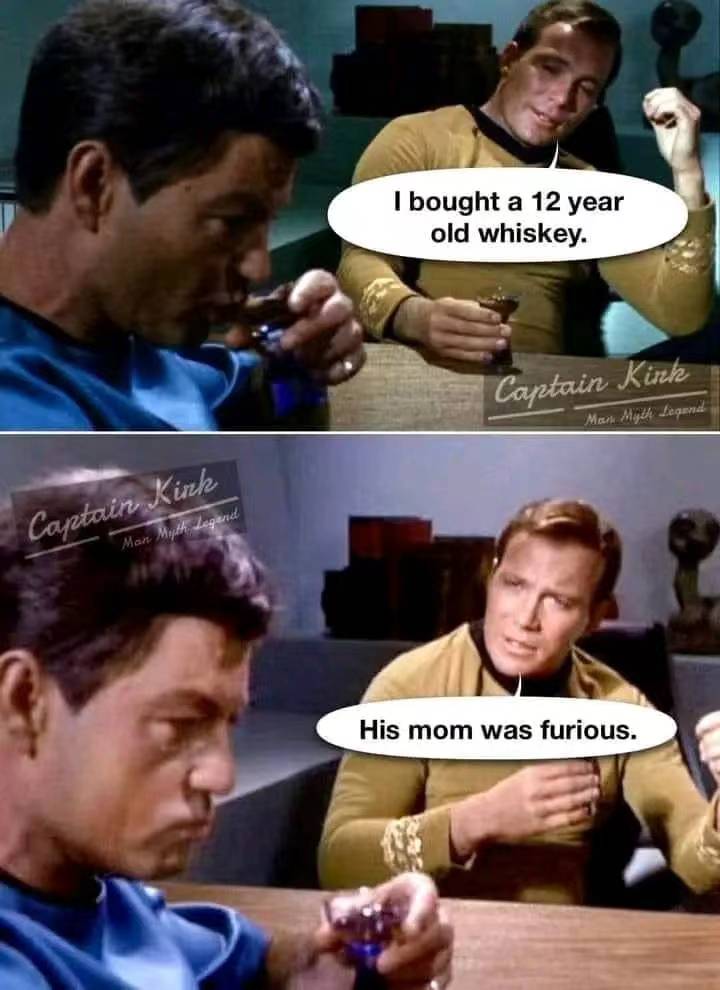 I bought a 12 year
old whiskey.
Captain Kirk
Man Myth Legend
Captain Kirk
Man Myth Legend
His mom was furious.